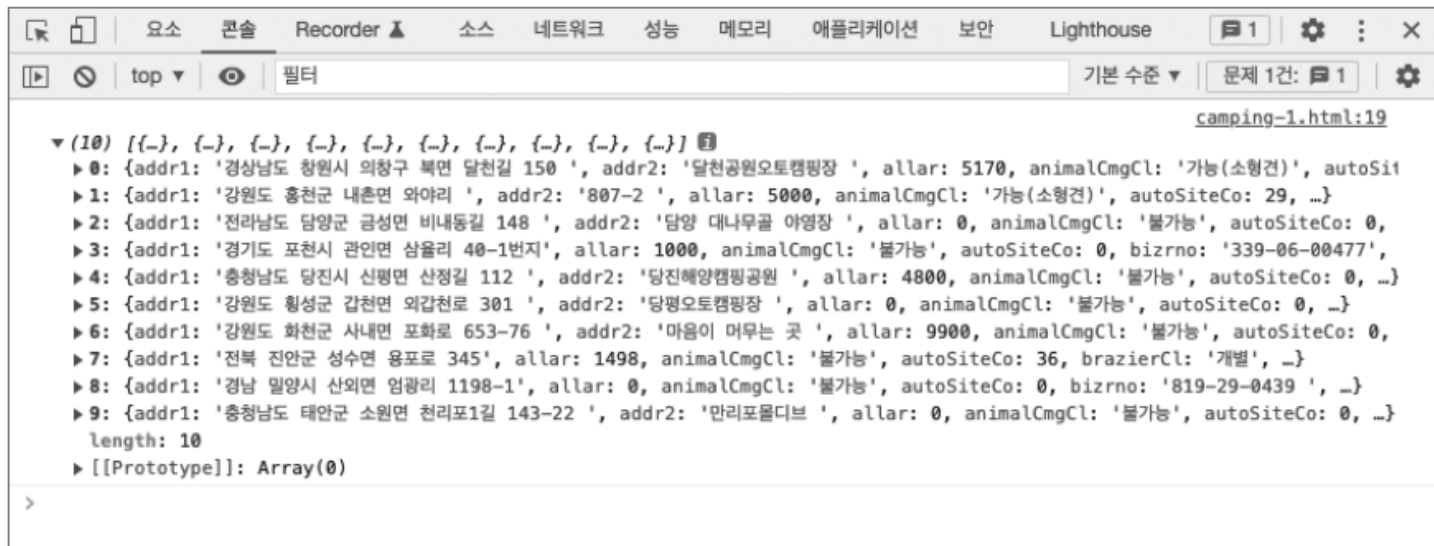 요소 콘솔 Recorder 소스 네트워크 성능 메모리 애플리케이션 보안 Lighthouse 1
top ▼ 필터 기본 수준 ▼ 문제 1건: 1
camping-1.html:19
▼(10) [{…}, {…}, {…}, {…}, {…}, {…}, {…}, {…}, {…}, {…}] i
▶0: {addr1: '경상남도 창원시 의창구 북면 달천길 150 ', addr2: '달천공원오토캠핑장 ', allar: 5170, animalCmgCl: '가능(소형견)', autoSit
▶1: {addr1: '강원도 홍천군 내촌면 와야리 ', addr2: '807-2 ', allar: 5000, animalCmgCl: '가능(소형견)', autoSiteCo: 29, …}
▶2: {addr1: '전라남도 담양군 금성면 비내동길 148 ', addr2: '담양 대나무골 야영장 ', allar: 0, animalCmgCl: '불가능', autoSiteCo: 0,
▶3: {addr1: '경기도 포천시 관인면 삼율리 40-1번지', allar: 1000, animalCmgCl: '불가능', autoSiteCo: 0, bizrno: '339-06-00477',
▶4: {addr1: '충청남도 당진시 신평면 산정길 112 ', addr2: '당진해양캠핑공원 ', allar: 4800, animalCmgCl: '불가능', autoSiteCo: 0, …}
▶5: {addr1: '강원도 횡성군 갑천면 외갑천로 301 ', addr2: '당평오토캠핑장 ', allar: 0, animalCmgCl: '불가능', autoSiteCo: 0, …}
▶6: {addr1: '강원도 화천군 사내면 포화로 653-76 ', addr2: '마음이 머무는 곳 ', allar: 9900, animalCmgCl: '불가능', autoSiteCo: 0,
▶7: {addr1: '전북 진안군 성수면 용포로 345', allar: 1498, animalCmgCl: '불가능', autoSiteCo: 36, brazierCl: '개별', …}
▶8: {addr1: '경남 밀양시 산외면 엄광리 1198-1', allar: 0, animalCmgCl: '불가능', autoSiteCo: 0, bizrno: '819-29-0439 ', …}
▶9: {addr1: '충청남도 태안군 소원면 천리포1길 143-22 ', addr2: '만리포몰디브 ', allar: 0, animalCmgCl: '불가능', autoSiteCo: 0, …}
length: 10
▶[[Prototype]]: Array(0)
>